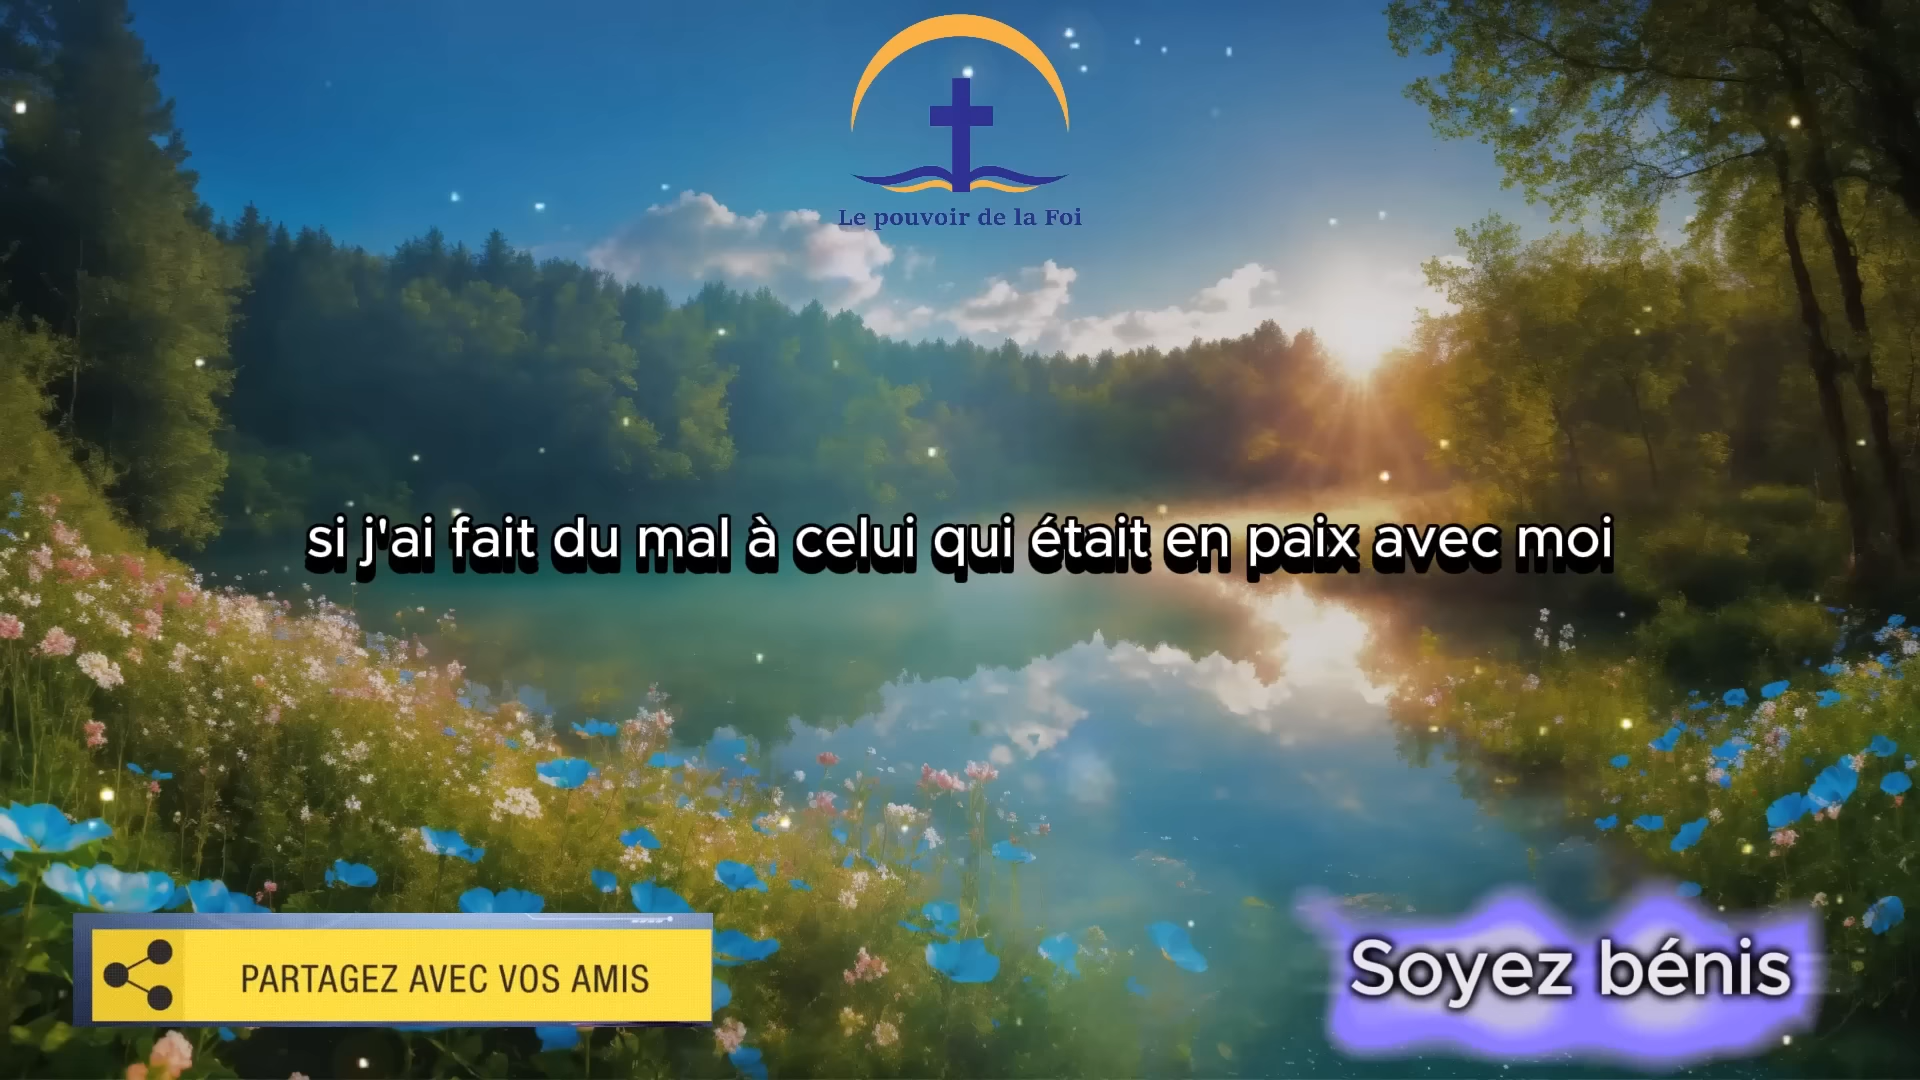 Le pouvoir de la Foi
si j'ai fait du mal à celui qui était en paix avec moi
PARTAGEZ AVEC VOS AMIS
Soyez bénis